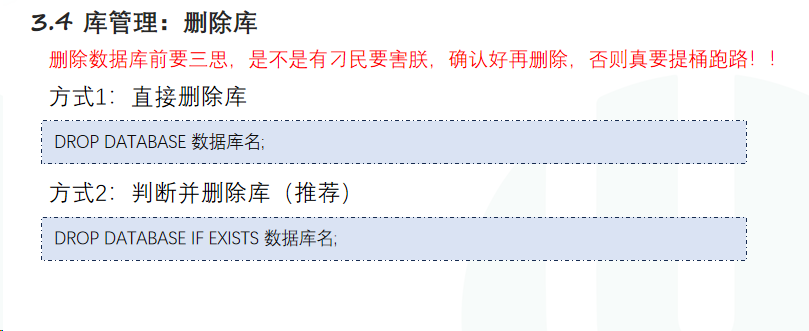 3.4 库管理：删除库
删除数据库前要三思，是不是有刁民要害朕，确认好再删除，否则真要提桶跑路！！
方式1：直接删除库
DROP DATABASE 数据库名;
方式2：判断并删除库（推荐）
DROP DATABASE IF EXISTS 数据库名;